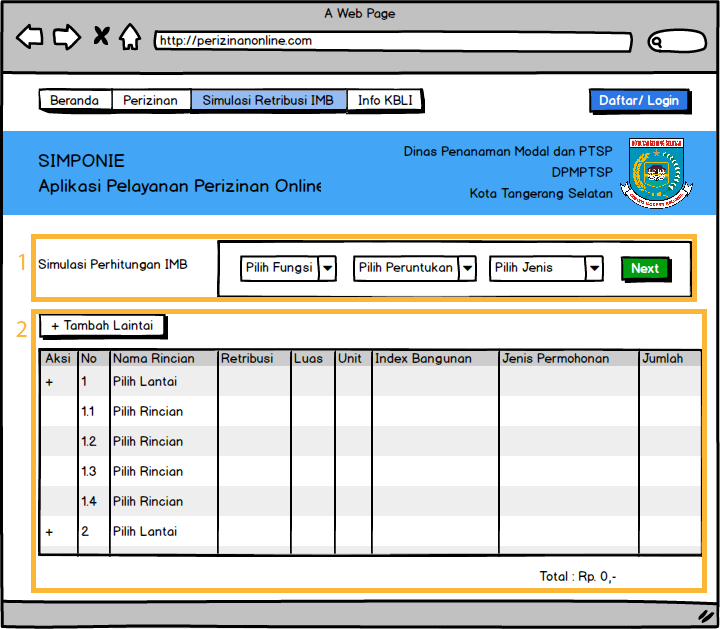 A Web Page
http://perizinanonline.com
Beranda Perizinan Simulasi Retribusi IMB Info KBLI Daftar/ Login
SIMPONIE
Aplikasi Pelayanan Perizinan Online
Dinas Penanaman Modal dan PTSP
DPMPTSP
Kota Tangerang Selatan
1
Simulasi Perhitungan IMB Pilih Fungsi Pilih Peruntukan Pilih Jenis Next
2
+ Tambah Laintai
Aksi No Nama Rincian Retribusi Luas Unit Index Bangunan Jenis Permohonan Jumlah
+ 1 Pilih Lantai
1.1 Pilih Rincian
1.2 Pilih Rincian
1.3 Pilih Rincian
1.4 Pilih Rincian
+ 2 Pilih Lantai
Total : Rp. 0,-